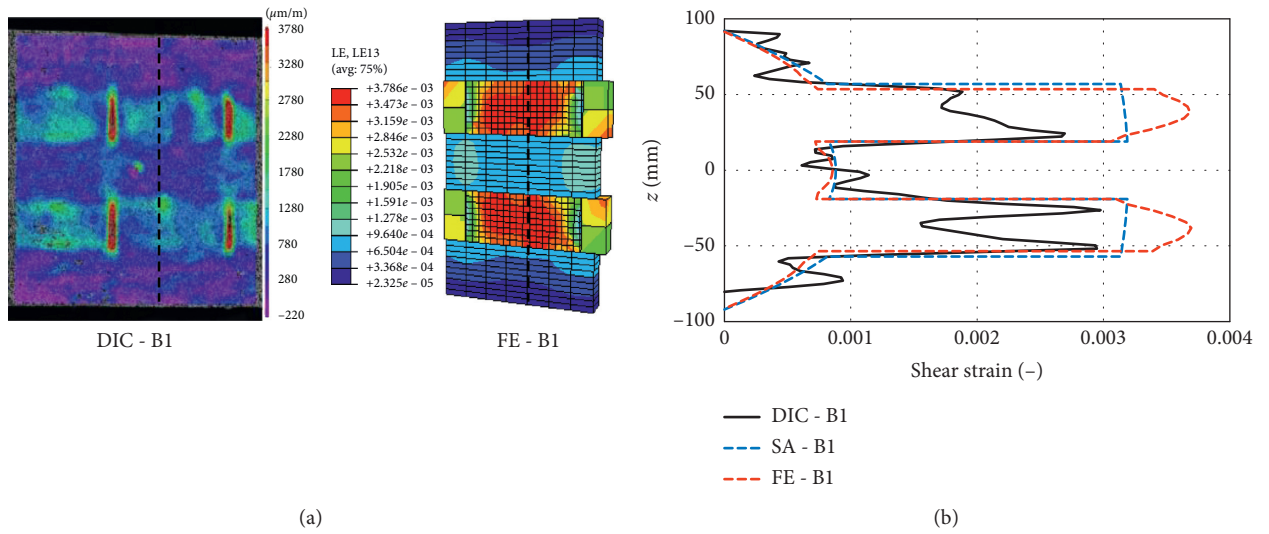 (μm/m)
3780
3280
2780
2280
1780
1280
780
280
−220
DIC - B1
LE, LE13
(avg: 75%)
+3.786e − 03
+3.473e − 03
+3.159e − 03
+2.846e − 03
+2.532e − 03
+2.218e − 03
+1.905e − 03
+1.591e − 03
+1.278e − 03
+9.640e − 04
+6.504e − 04
+3.368e − 04
+2.325e − 05
FE - B1
(a)
z (mm)
100
50
0
−50
−100
0 0.001 0.002 0.003 0.004
Shear strain (–)
DIC - B1
SA - B1
FE - B1
(b)